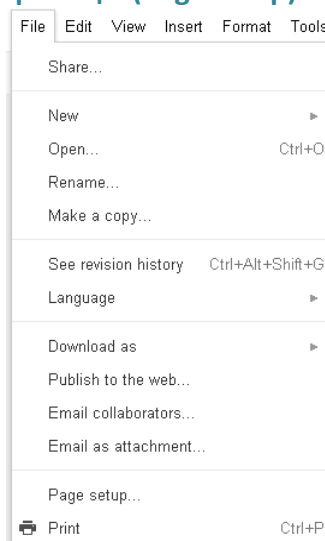 File Edit View Insert Format Tools
Share...
New
Open... Ctrl+O
Rename...
Make a copy...
See revision history Ctrl+Alt+Shift+G
Language
Download as
Publish to the web...
Email collaborators...
Email as attachment...
Page setup...
Print Ctrl+P